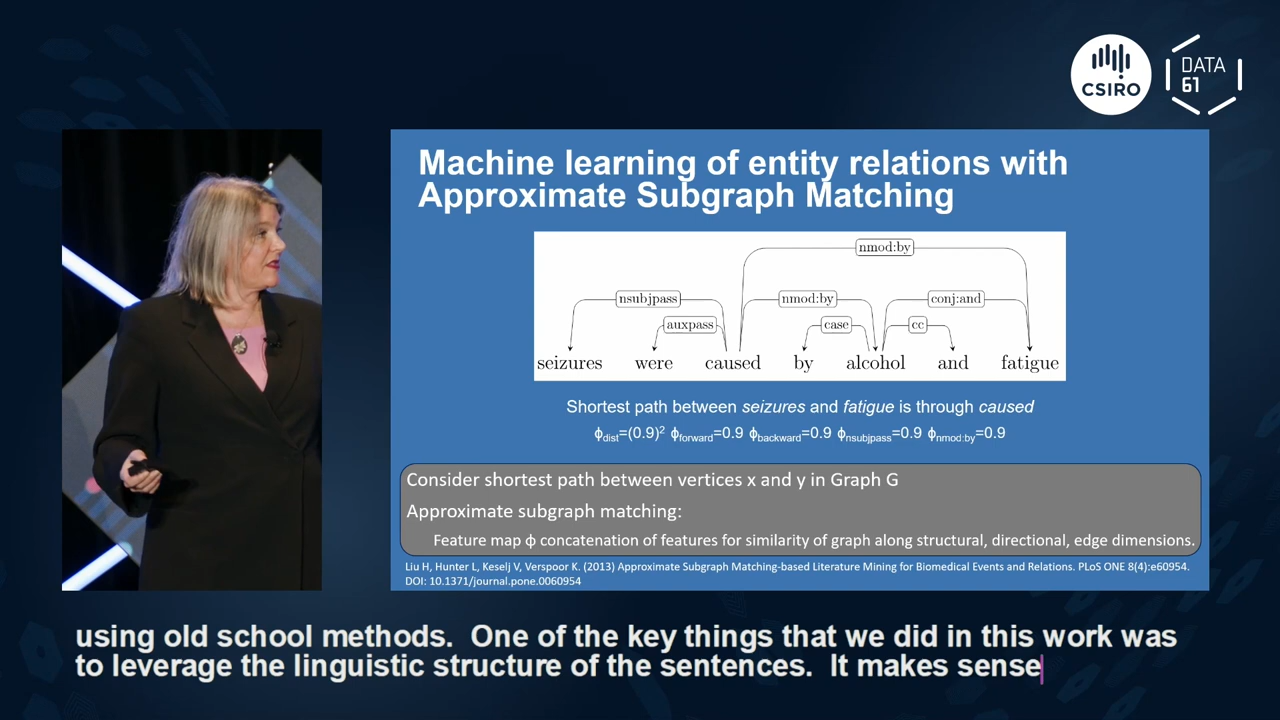 CSIRO
DATA
61
Machine learning of entity relations with
Approximate Subgraph Matching
nmod:by
nsubjpass nmod:by conj:and
auxpass case cc
seizures were caused by alcohol and fatigue
Shortest path between seizures and fatigue is through caused
ϕdist=(0.9)² ϕforward=0.9 ϕbackward=0.9 ϕnsubjpass=0.9 ϕnmod:by=0.9
Consider shortest path between vertices x and y in Graph G
Approximate subgraph matching:
Feature map ϕ concatenation of features for similarity of graph along structural, directional, edge dimensions.
Liu H, Hunter L, Keselj V, Verspoor K. (2013) Approximate Subgraph Matching-based Literature Mining for Biomedical Events and Relations. PLoS ONE 8(4):e60954.
DOI: 10.1371/journal.pone.0060954
using old school methods.  One of the key things that we did in this work was
to leverage the linguistic structure of the sentences.  It makes sense